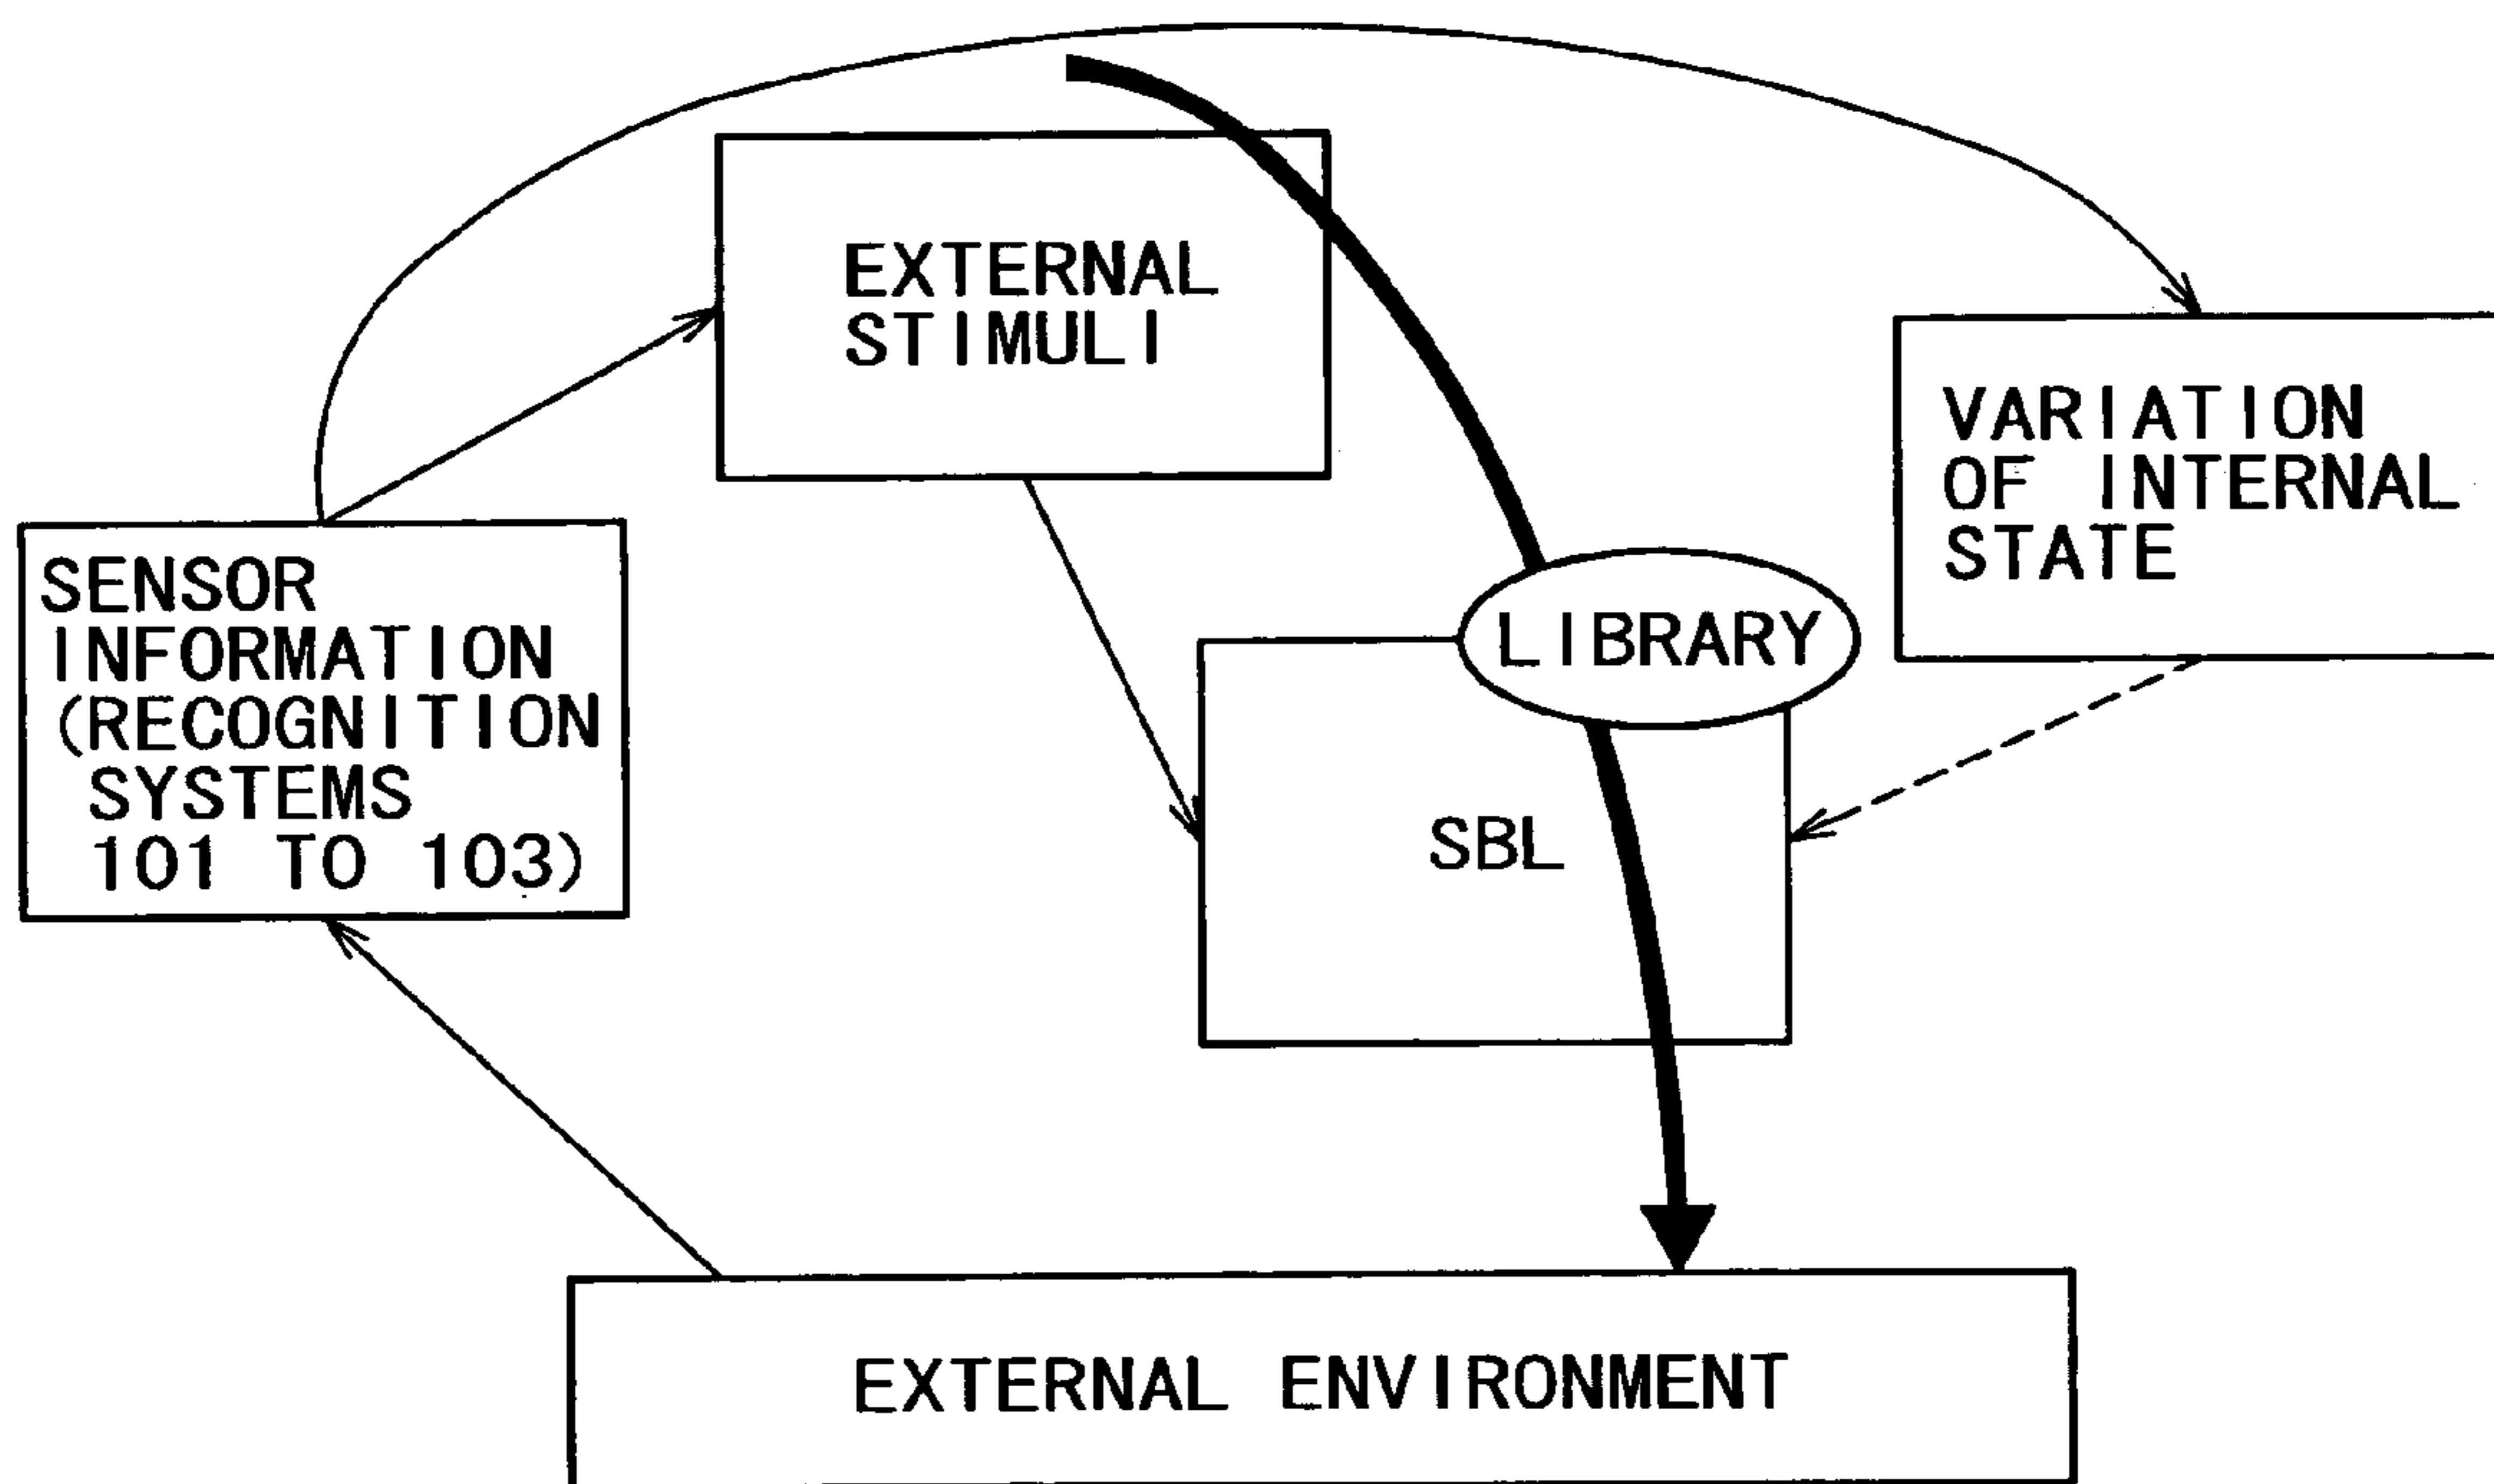 EXTERNAL
STIMULI
VARIATION
OF INTERNAL
STATE
SENSOR
INFORMATION
(RECOGNITION
SYSTEMS
101 TO 103)
LIBRARY
SBL
EXTERNAL ENVIRONMENT